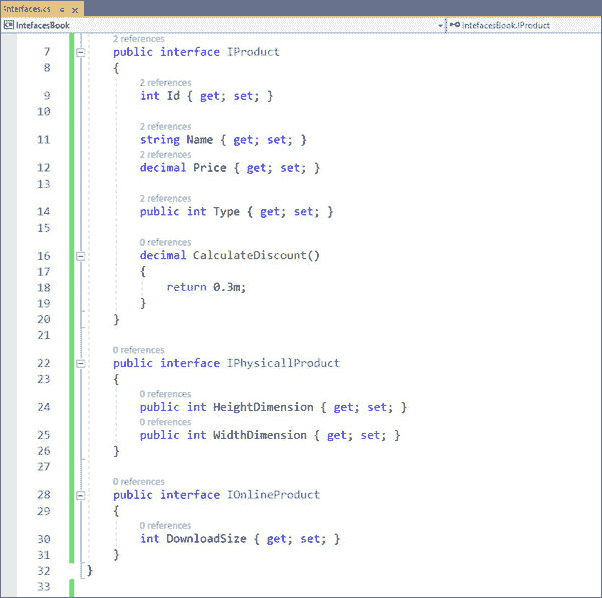 Interfaces.cs
IntefacesBook
IntefacesBook.IProduct
2 references
7 public interface IProduct
8 {
2 references
9 int Id { get; set; }
10
2 references
11 string Name { get; set; }
2 references
12 decimal Price { get; set; }
13
2 references
14 public int Type { get; set; }
15
0 references
16 decimal CalculateDiscount()
17 {
18 return 0.3m;
19 }
20 }
21
0 references
22 public interface IPhysicallProduct
23 {
0 references
24 public int HeightDimension { get; set; }
0 references
25 public int WidthDimension { get; set; }
26 }
27
0 references
28 public interface IOnlineProduct
29 {
0 references
30 int DownloadSize { get; set; }
31 }
32 }
33